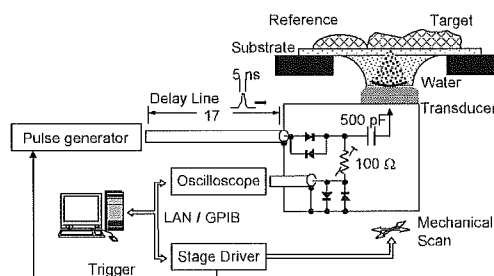 Reference
Target
Substrate
5 ns
Water
Delay Line
17
Transducer
500 pF
Pulse generator
100 Ω
Oscilloscope
LAN / GPIB
Mechanical
Scan
Stage Driver
Trigger